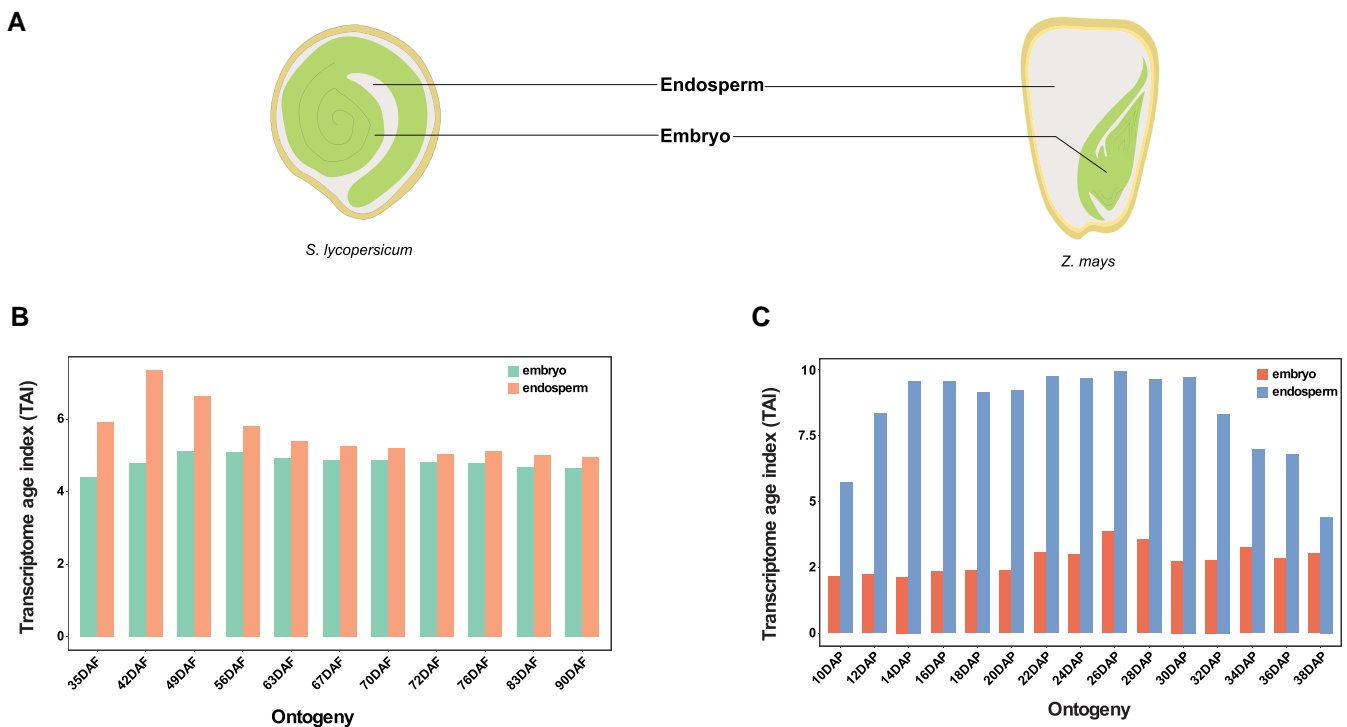 A
Endosperm
Embryo
S. lycopersicum
Z. mays
B
Transcriptome age index (TAI)
6
4
2
0
embryo
endosperm
35DAF
42DAF
49DAF
56DAF
63DAF
67DAF
70DAF
72DAF
76DAF
83DAF
90DAF
Ontogeny
C
Transcriptome age index (TAI)
10
7.5
5
2
0
embryo
endosperm
10DAP
12DAP
14DAP
16DAP
18DAP
20DAP
22DAP
24DAP
26DAP
28DAP
30DAP
32DAP
34DAP
36DAP
38DAP
Ontogeny